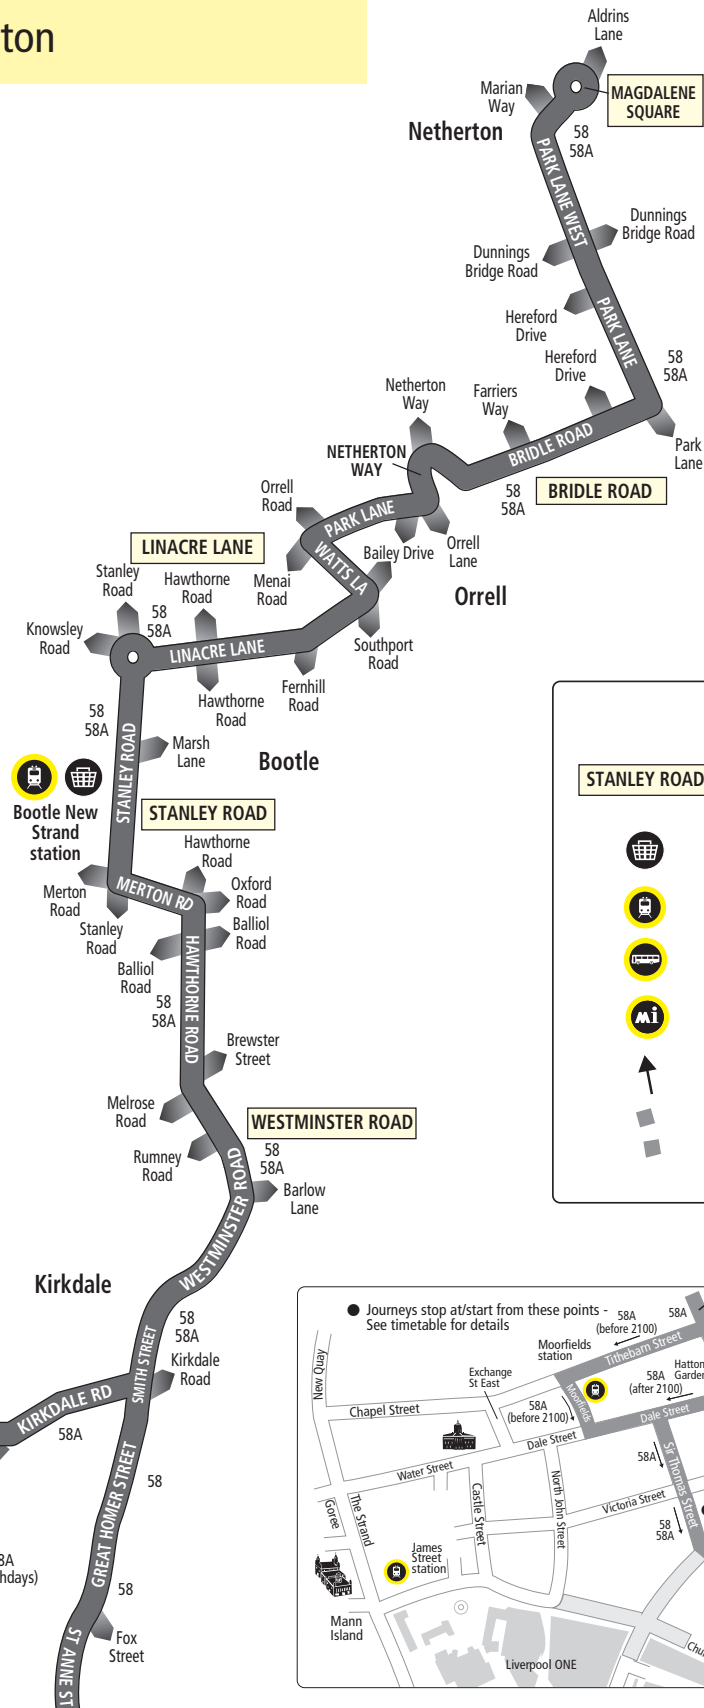 ton
Aldrins
Lane
Marian
Way
MAGDALENE
SQUARE
Netherton
58
58A
PARK LANE WEST
Dunnings
Bridge Road
Dunnings
Bridge Road
PARK LANE
Hereford
Drive
Hereford
Drive
58
58A
Netherton
Way
Farriers
Way
Park
Lane
BRIDLE ROAD
NETHERTON
WAY
58
58A
BRIDLE ROAD
Orrell
Road
PARK LANE
LINACRE LANE
Bailey Drive
Orrell
Lane
WATTS LA
Stanley
Road
Hawthorne
Road
Menai
Road
Orrell
58
58A
Knowsley
Road
LINACRE LANE
Southport
Road
Fernhill
Road
Hawthorne
Road
58
58A
STANLEY ROAD
Marsh
Lane
Bootle
STANLEY ROAD
Bootle New
Strand
station
STANLEY ROAD
Hawthorne
Road
Merton
Road
MERTON RD
Oxford
Road
Stanley
Road
Balliol
Road
Balliol
Road
HAWTHORNE ROAD
58
58A
mi
Brewster
Street
Melrose
Road
WESTMINSTER ROAD
Rumney
Road
58
58A
Barlow
Lane
WESTMINSTER ROAD
Kirkdale
58
58A
SMITH STREET
Kirkdale
Road
KIRKDALE RD
58A
GREAT HOMER STREET
58
8A
hdays)
58
Fox
Street
ST ANNE ST
Journeys stop at/start from these points -
See timetable for details
58A
(before 2100)
58A
Moorfields
station
Tithebarn Street
New Quay
Exchange
St East
Hatton
Garden
58A
(after 2100)
Moorfields
Chapel Street
58A
(before 2100)
Dale Street
Dale Street
58A
Sir Thomas Street
Water Street
Castle Street
North John Street
Victoria Street
58
58A
Goree
The Strand
James
Street
station
Mann
Island
Liverpool ONE
Chu